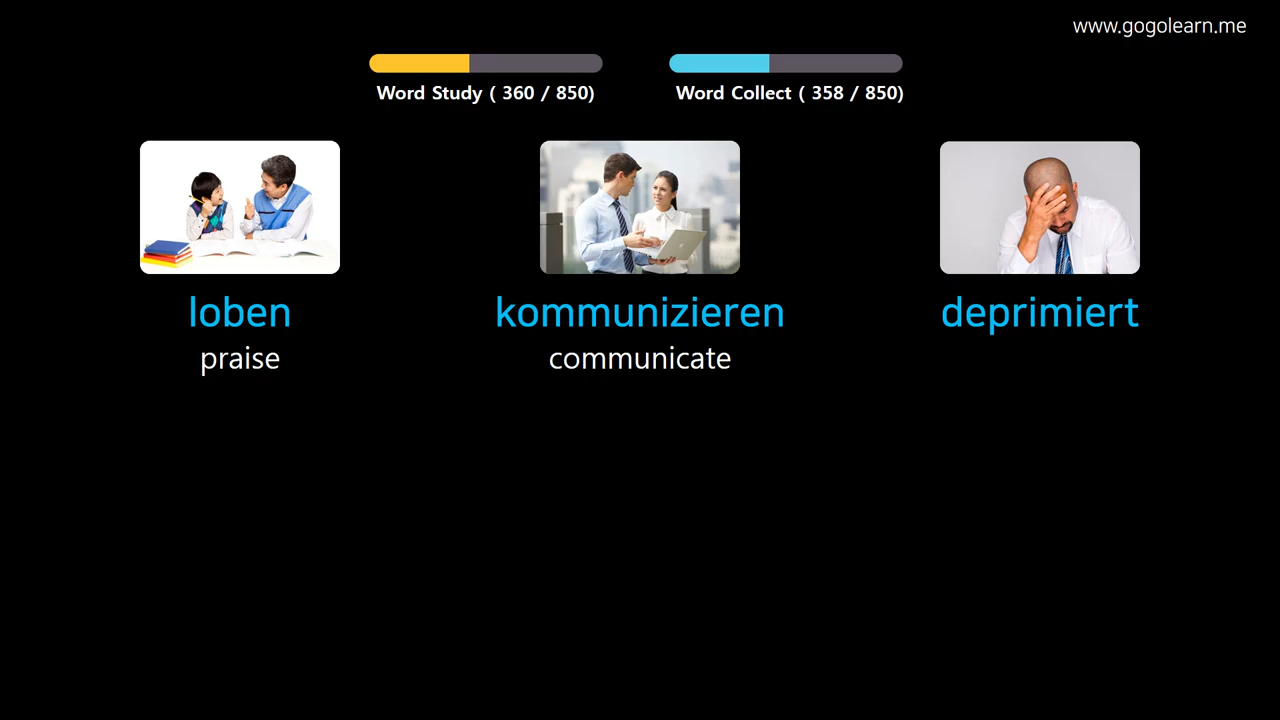 www.gogolearn.me
Word Study ( 360 / 850)
Word Collect ( 358 / 850)
loben
praise
kommunizieren
communicate
deprimiert